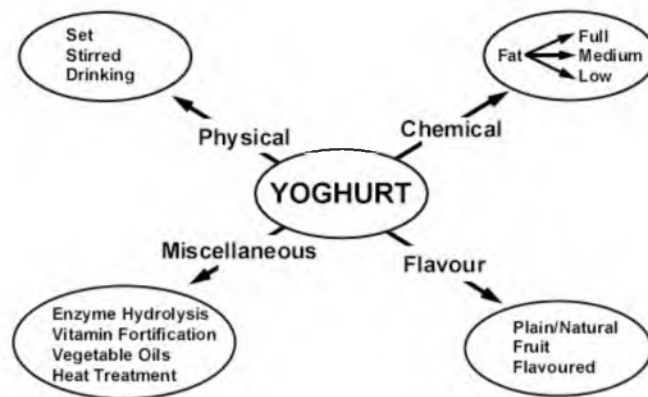 Set
Stirred
Drinking
Fat
Full
Medium
Low
Physical
Chemical
YOGHURT
Miscellaneous
Flavour
Enzyme Hydrolysis
Vitamin Fortification
Vegetable Oils
Heat Treatment
Plain/Natural
Fruit
Flavoured